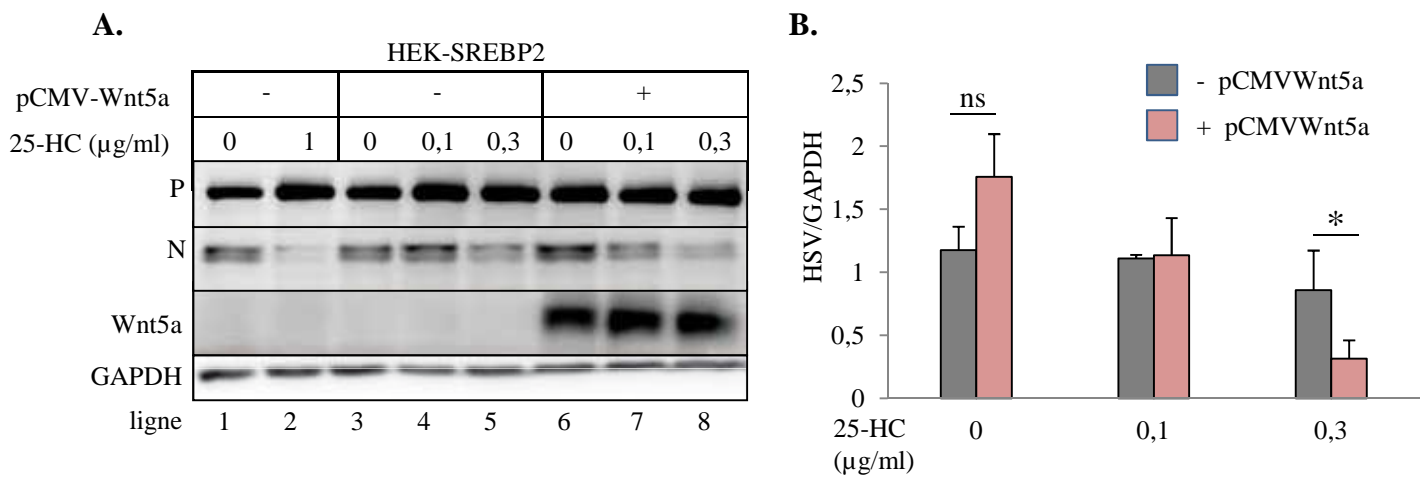 A.
HEK-SREBP2
pCMV-Wnt5a - - +
25-HC (µg/ml) 0 1 0 0,1 0,3 0 0,1 0,3
P
N
Wnt5a
GAPDH
ligne 1 2 3 4 5 6 7 8
B.
- pCMVWnt5a
+ pCMVWnt5a
HSV/GAPDH
2,5
2
1,5
1
0,5
0
ns
*
25-HC 0 0,1 0,3
(µg/ml)